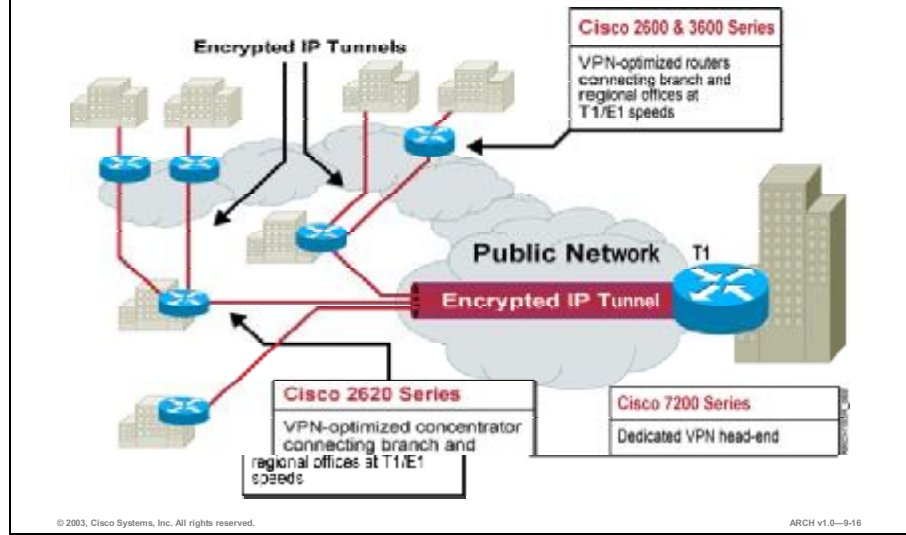 Encrypted IP Tunnels
Cisco 2600 & 3600 Series
VPN-optimized routers
connecting branch and
regional offices at
T1/E1 speeds
Public Network
T1
Encrypted IP Tunnel
Cisco 2620 Series
VPN-optimized concentrator
connecting branch and
regional offices at T1/E1
speeds
Cisco 7200 Series
Dedicated VPN head-end
© 2003, Cisco Systems, Inc. All rights reserved.
ARCH v1.0—9-16